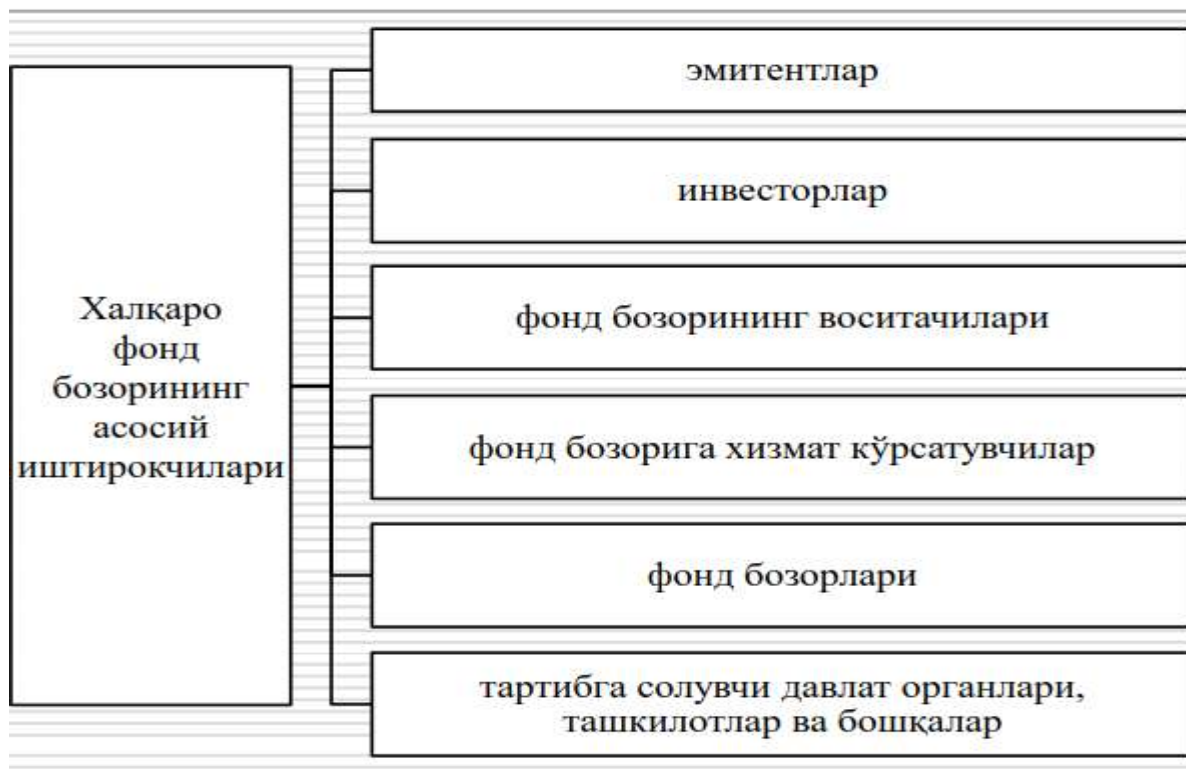 Халқаро
фонд
бозорининг
асосий
иштирокчилари
эмитентлар
инвесторлар
фонд бозорининг воситачилари
фонд бозорига хизмат кўрсатувчилар
фонд бозорлари
тартибга солувчи давлат органлари,
ташкилотлар ва бошқалар